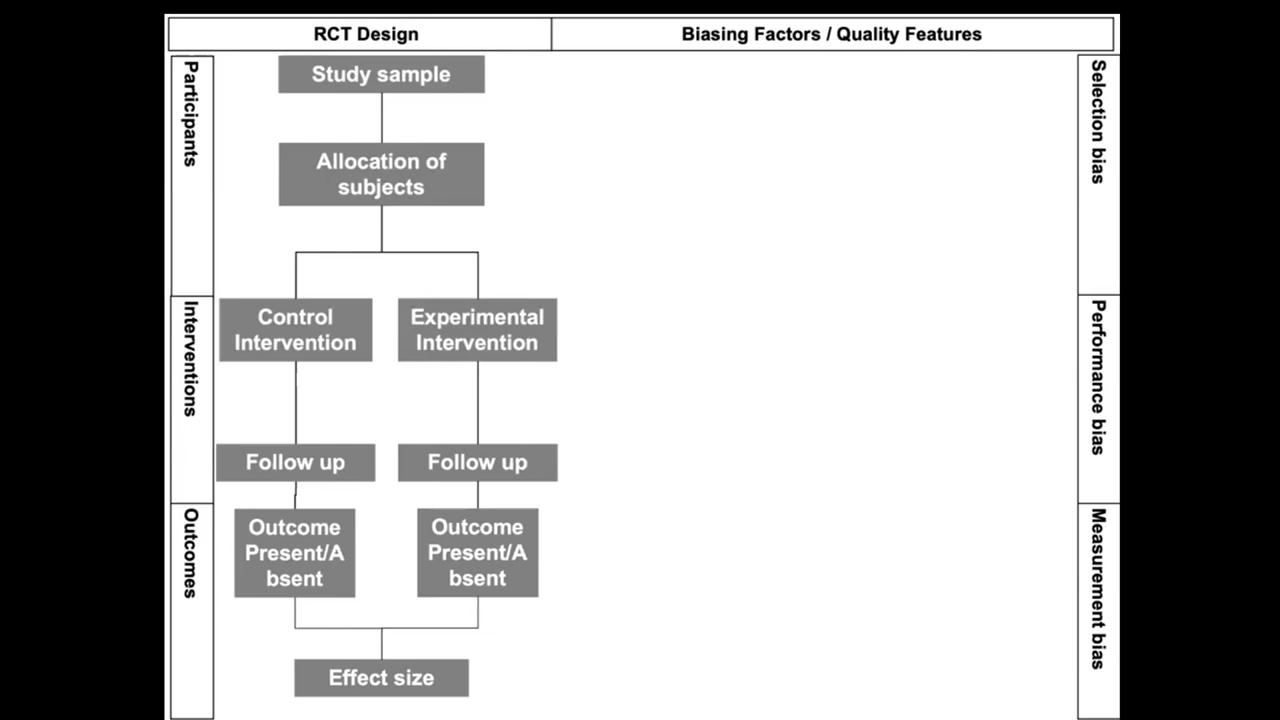 RCT Design
Biasing Factors / Quality Features
Participants
Study sample
Selection bias
Allocation of
subjects
Interventions
Control
Intervention
Experimental
Intervention
Performance bias
Follow up
Follow up
Outcomes
Outcome
Present/A
bsent
Outcome
Present/A
bsent
Measurement bias
Effect size